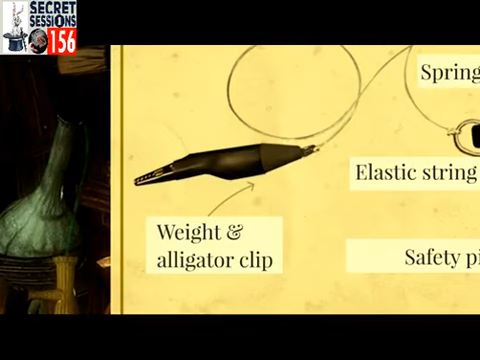 SECRET
SESSIONS
156
Spring
Elastic string
Weight &
alligator clip
Safety pi